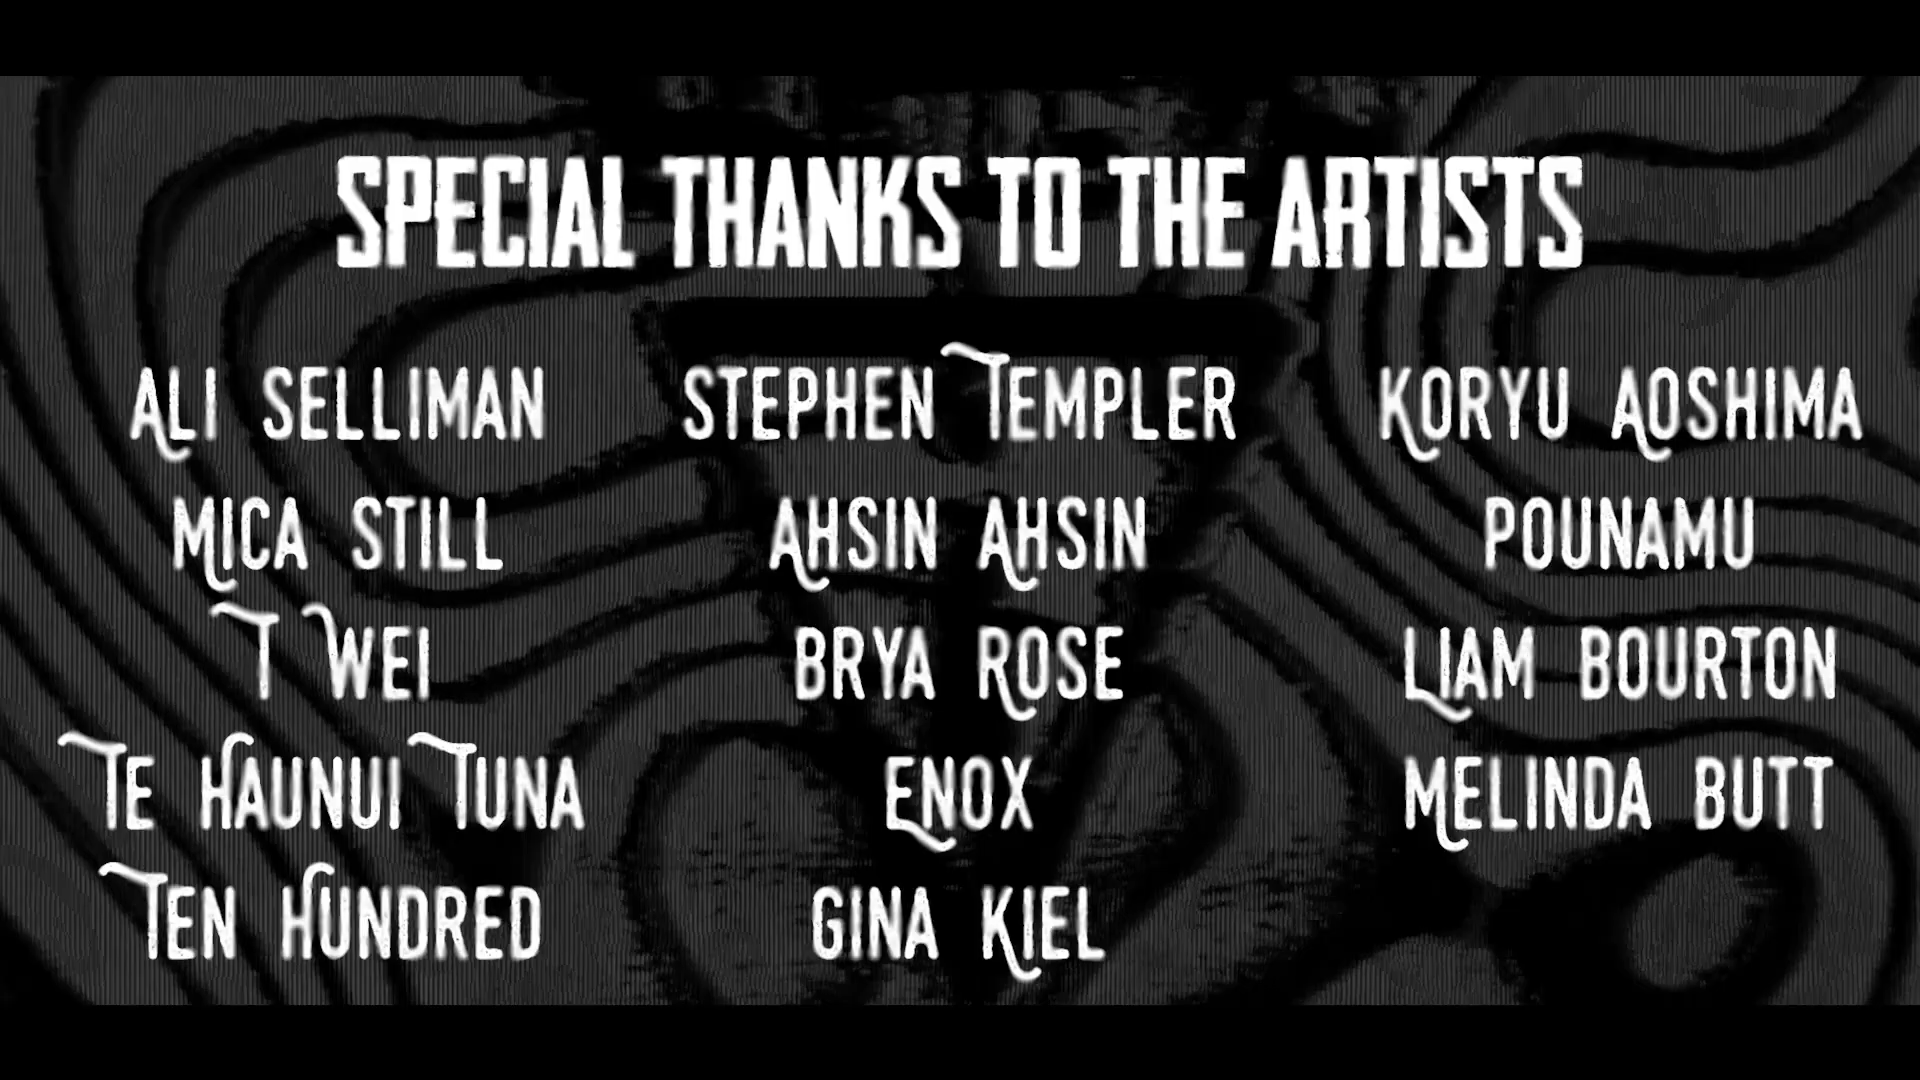 SPECIAL THANKS TO THE ARTISTS
ALI SELLIMAN STEPHEN TEMPLER KORYU AOSHIMA
MICA STILL AHSIN AHSIN POUNAMU
T WEI BRYA ROSE LIAM BOURTON
TE HAUNUI TUNA ENOX MELINDA BUTT
TEN HUNDRED GINA KIEL